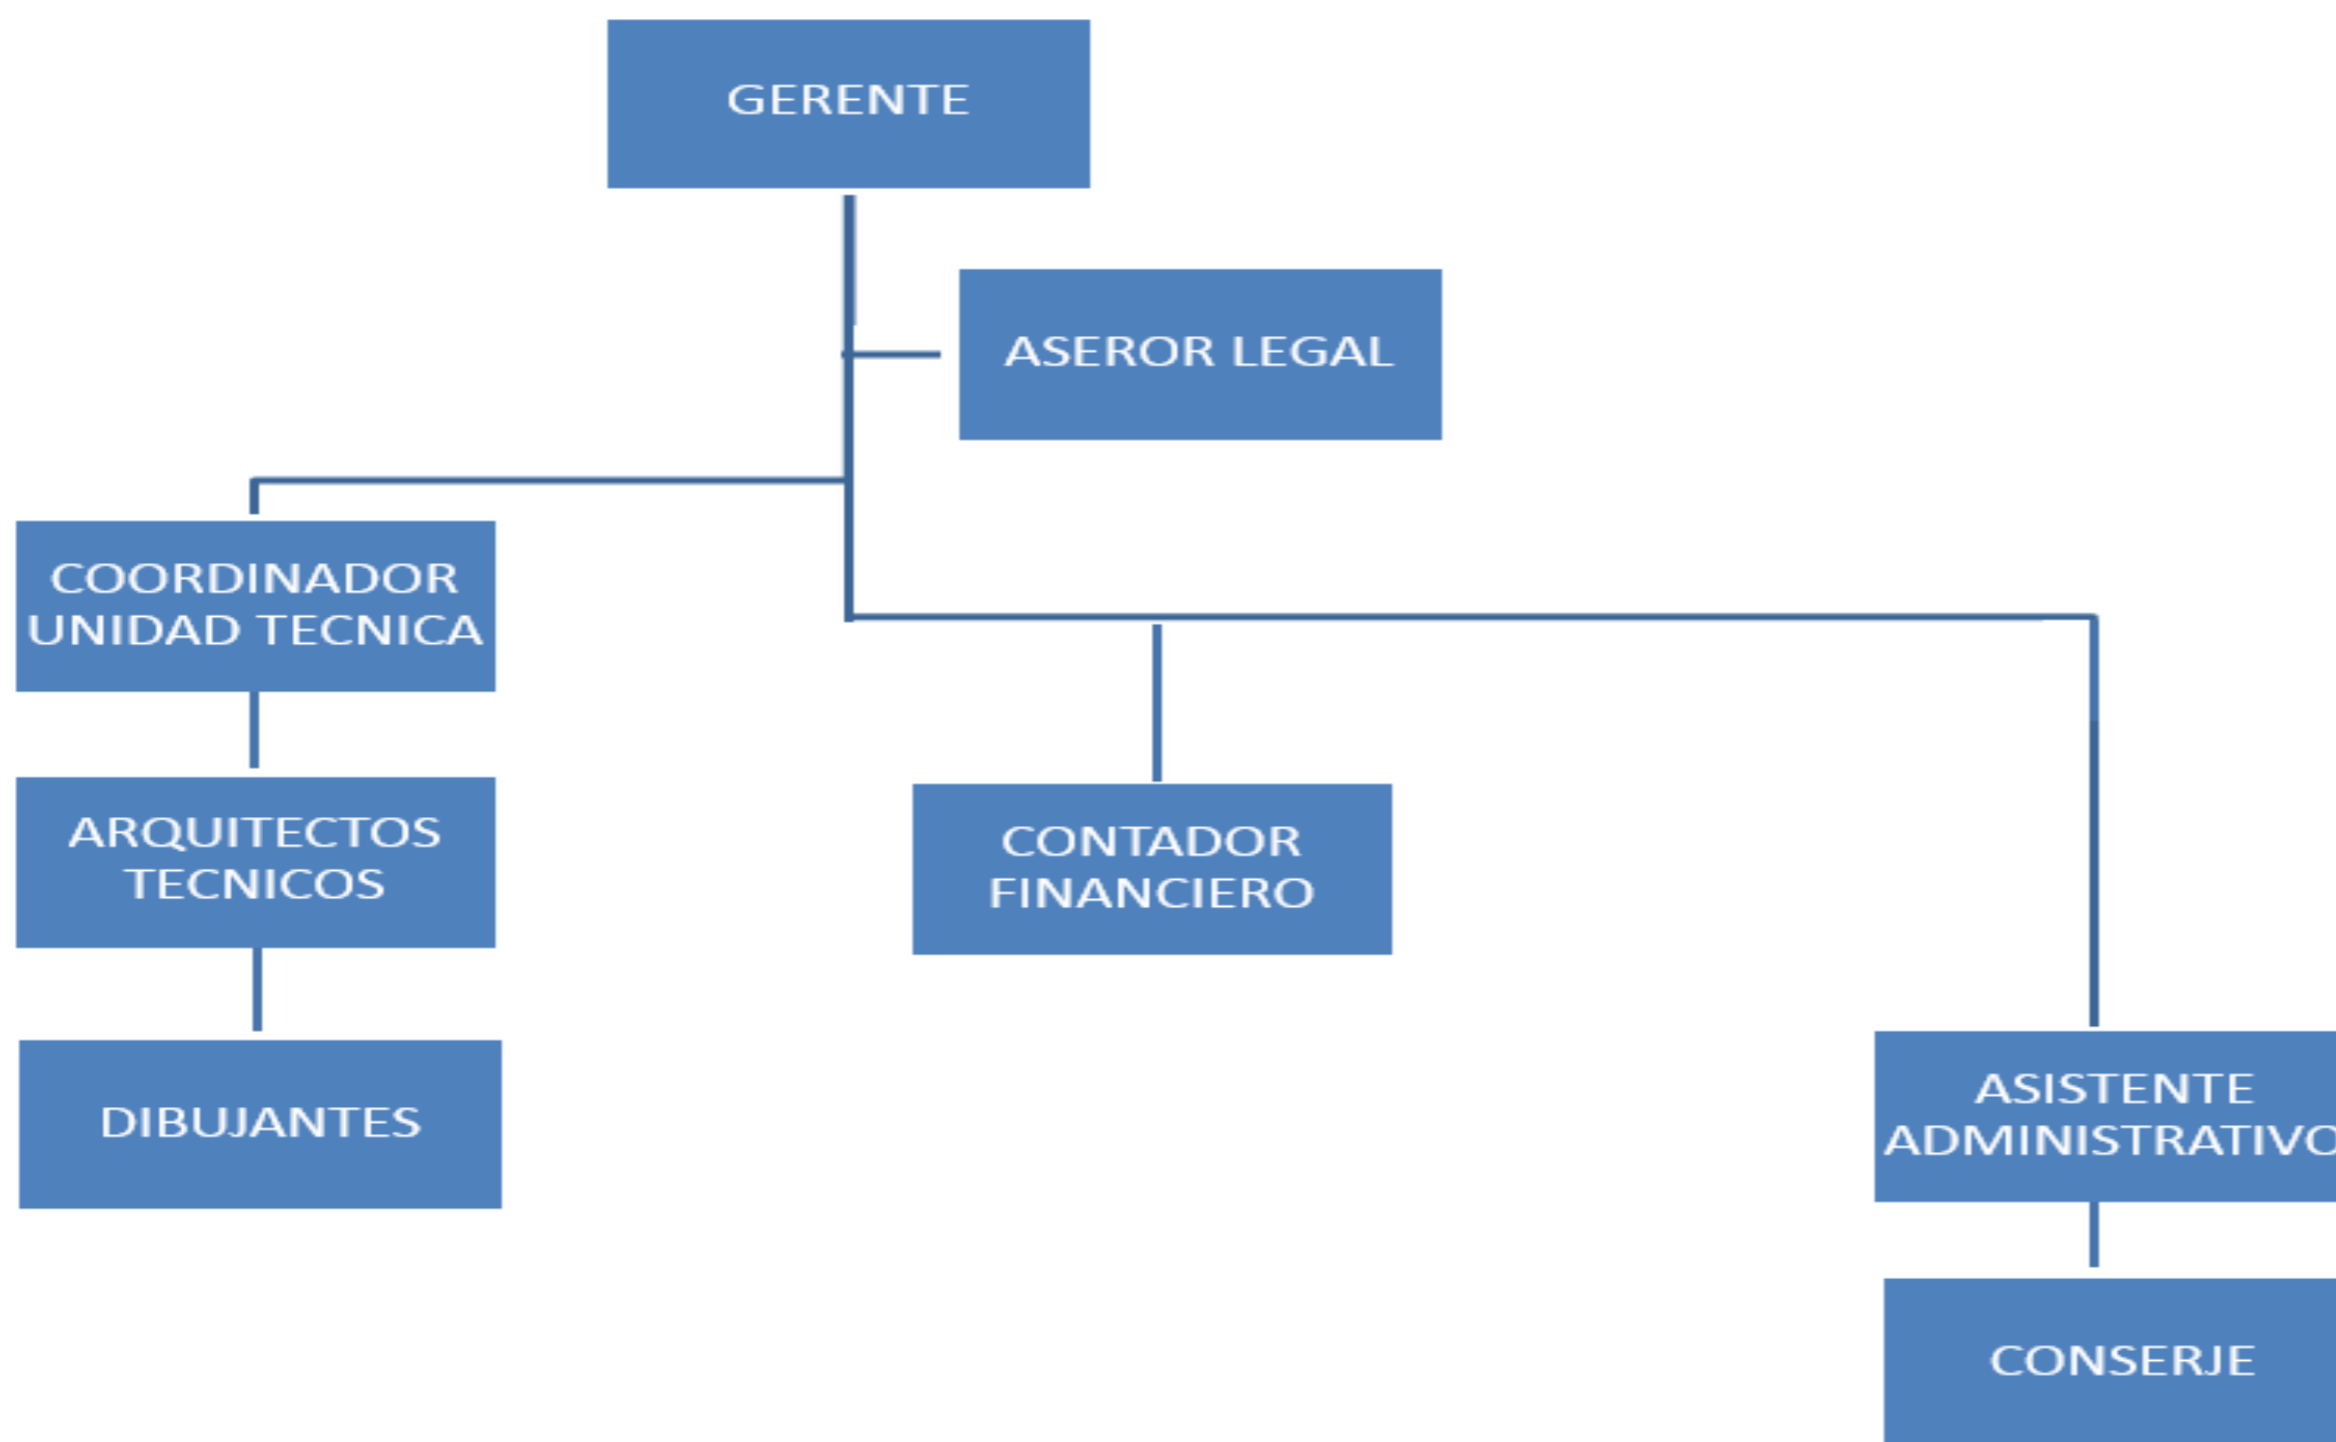 GERENTE
ASEROR LEGAL
COORDINADOR
UNIDAD TECNICA
ARQUITECTOS
TECNICOS
CONTADOR
FINANCIERO
DIBUJANTES
ASISTENTE
ADMINISTRATIVO
CONSERJE